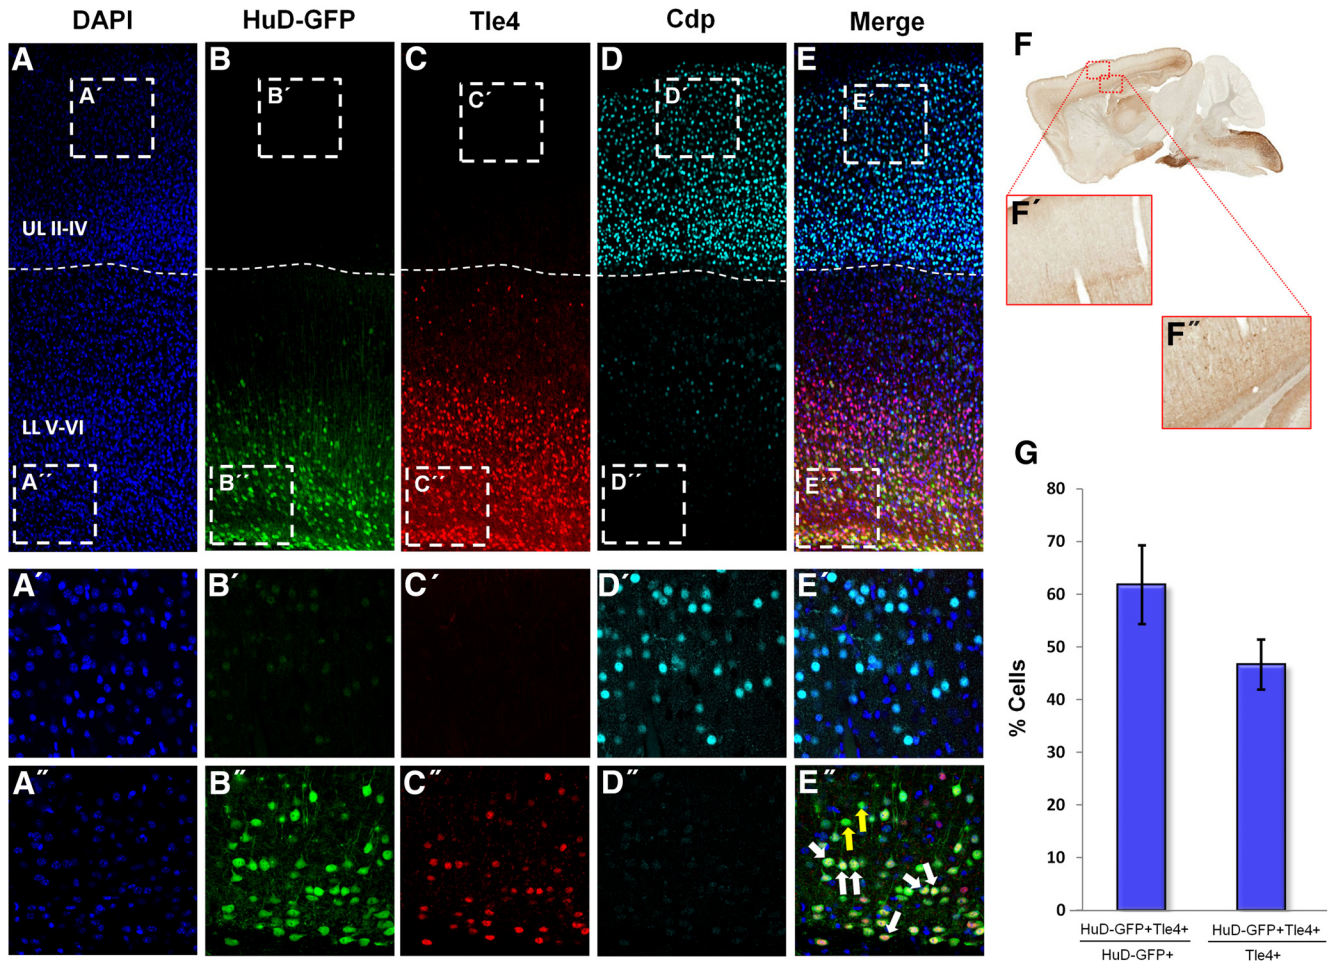 DAPI HuD-GFP Tle4 Cdp Merge
A B C D E F
A´ B´ C´ D´ E´
UL II-IV
LL V-VI
A´´ B´´ C´´ D´´ E´´
F´
F˝
A´ B´ C´ D´ E´
A˝ B˝ C˝ D˝ E˝
G
80
70
60
50
40
30
20
10
0
% Cells
HuD-GFP+Tle4+ HuD-GFP+Tle4+
HuD-GFP+ Tle4+